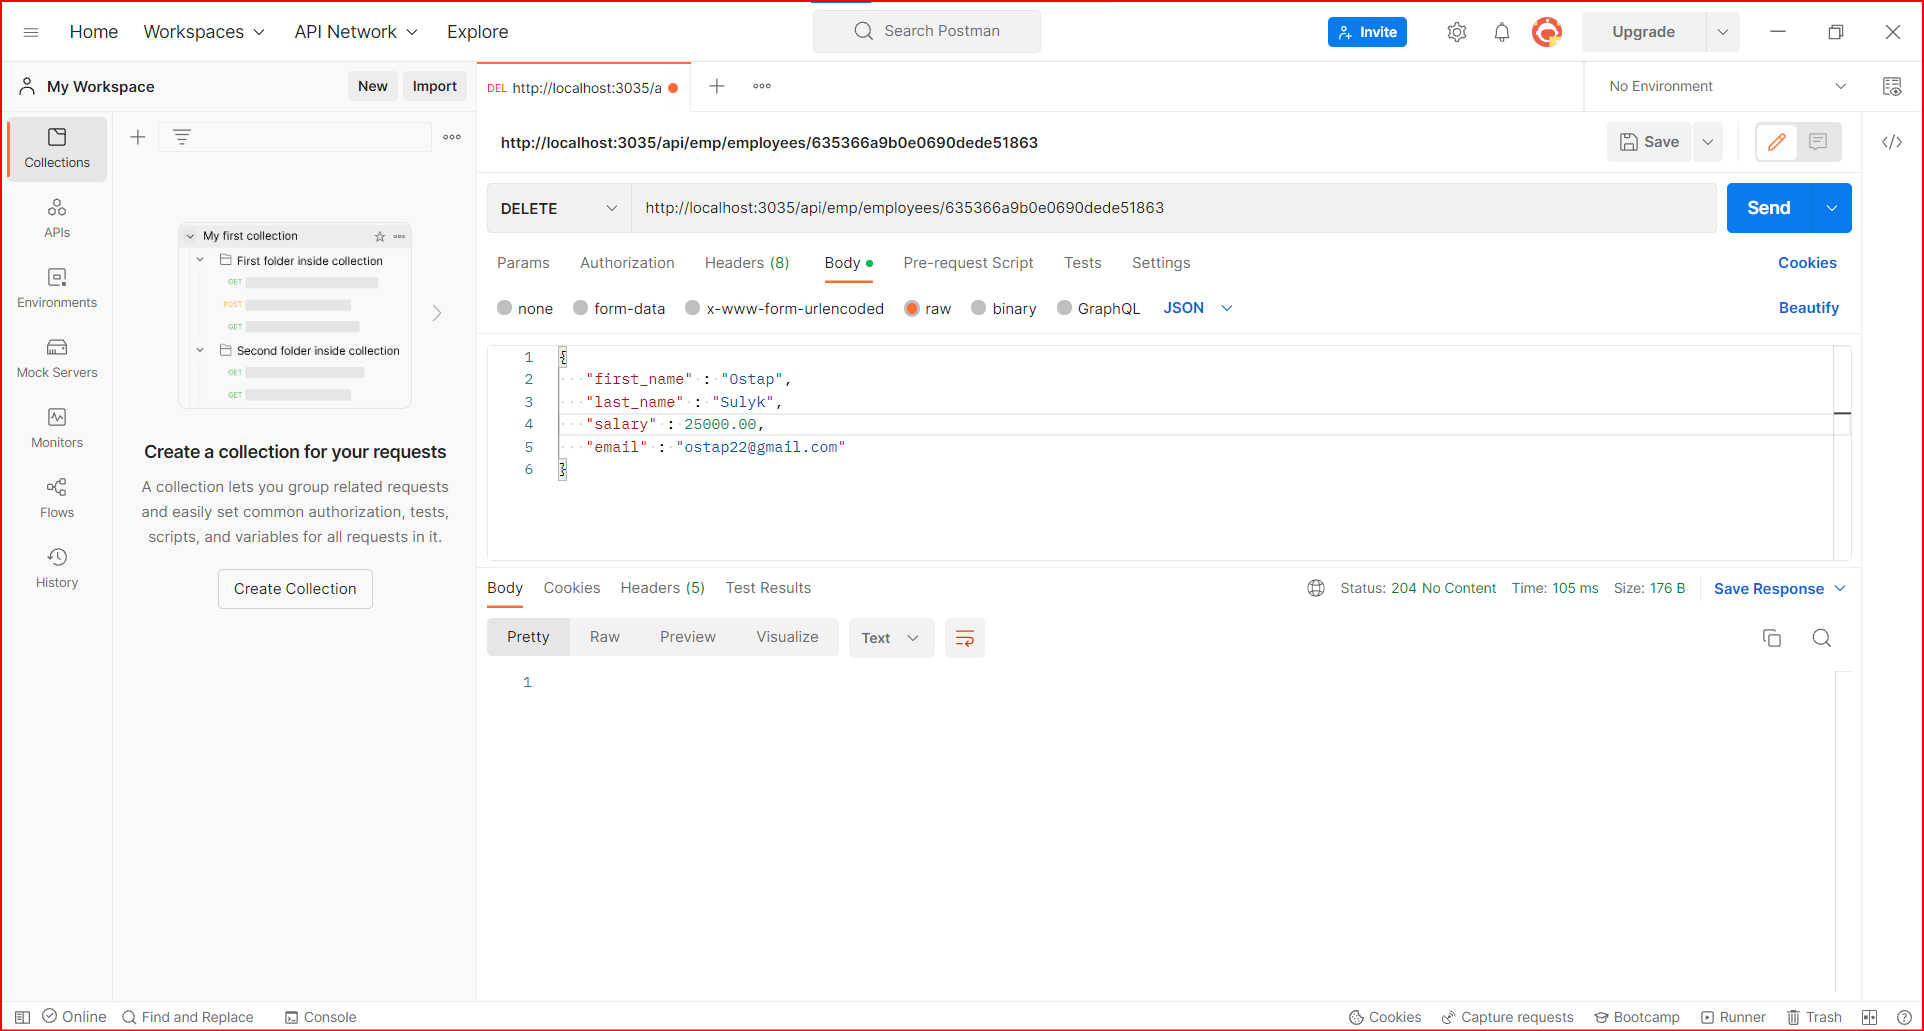 Home Workspaces API Network Explore Search Postman Invite Upgrade
My Workspace New Import
DEL http://localhost:3035/a No Environment
Collections
APIs
Environments
Mock Servers
Monitors
Flows
History
My first collection
First folder inside collection
GET
POST
GET
Second folder inside collection
GET
GET
Create a collection for your requests
A collection lets you group related requests
and easily set common authorization, tests,
scripts, and variables for all requests in it.
Create Collection
http://localhost:3035/api/emp/employees/635366a9b0e0690dede51863 Save
DELETE http://localhost:3035/api/emp/employees/635366a9b0e0690dede51863 Send
Params Authorization Headers (8) Body Pre-request Script Tests Settings Cookies
none form-data x-www-form-urlencoded raw binary GraphQL JSON Beautify
1 {
2 "first_name" : "Ostap",
3 "last_name" : "Sulyk",
4 "salary" : 25000.00,
5 "email" : "ostap22@gmail.com"
6 }
Body Cookies Headers (5) Test Results Status: 204 No Content Time: 105 ms Size: 176 B Save Response
Pretty Raw Preview Visualize Text
1
Online Find and Replace Console Cookies Capture requests Bootcamp Runner Trash